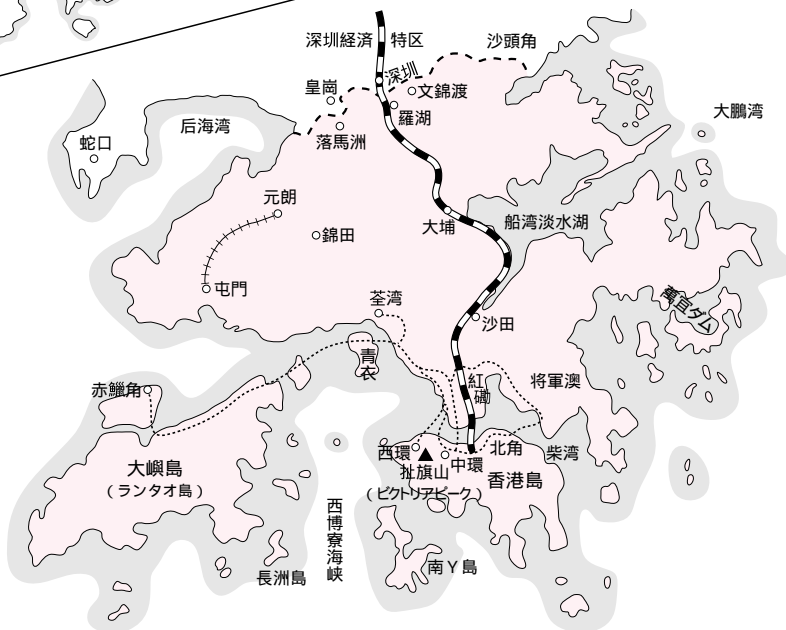 深圳経済
特区
沙頭角
深圳
皇崗
文錦渡
羅湖
大鵬湾
后海湾
落馬洲
蛇口
元朗
錦田
大埔
船湾淡水湖
屯門
荃湾
沙田
萬宜ダム
青衣
赤鱲角
紅磡
将軍澳
西環
中環
北角
柴湾
扯旗山
(ビクトリアピーク)
香港島
大嶼島
(ランタオ島)
西博寮海峡
長洲島
南Y島